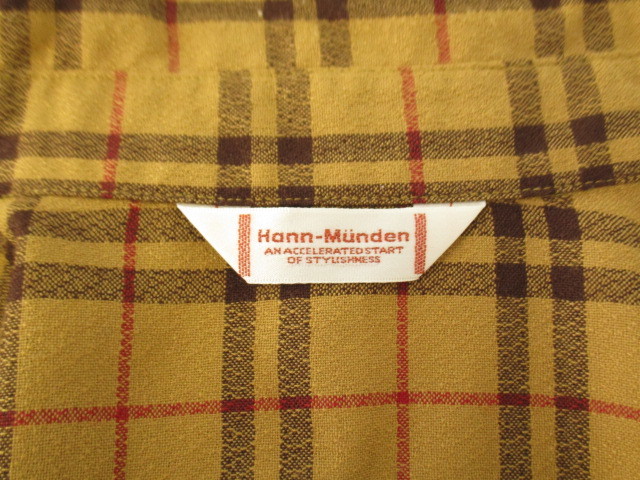 Hann-Münden
AN ACCELERATED START
OF STYLISHNESS